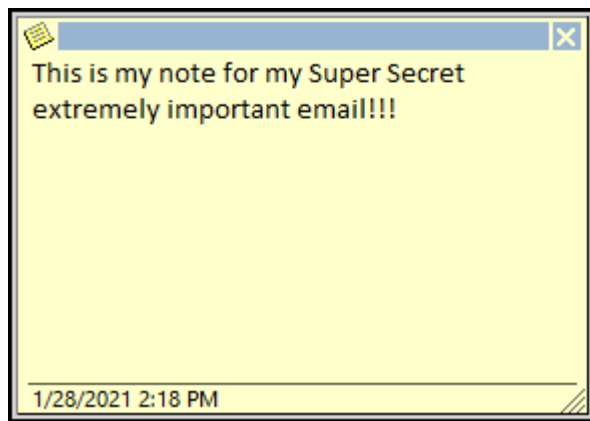 This is my note for my Super Secret
extremely important email!!!
1/28/2021 2:18 PM